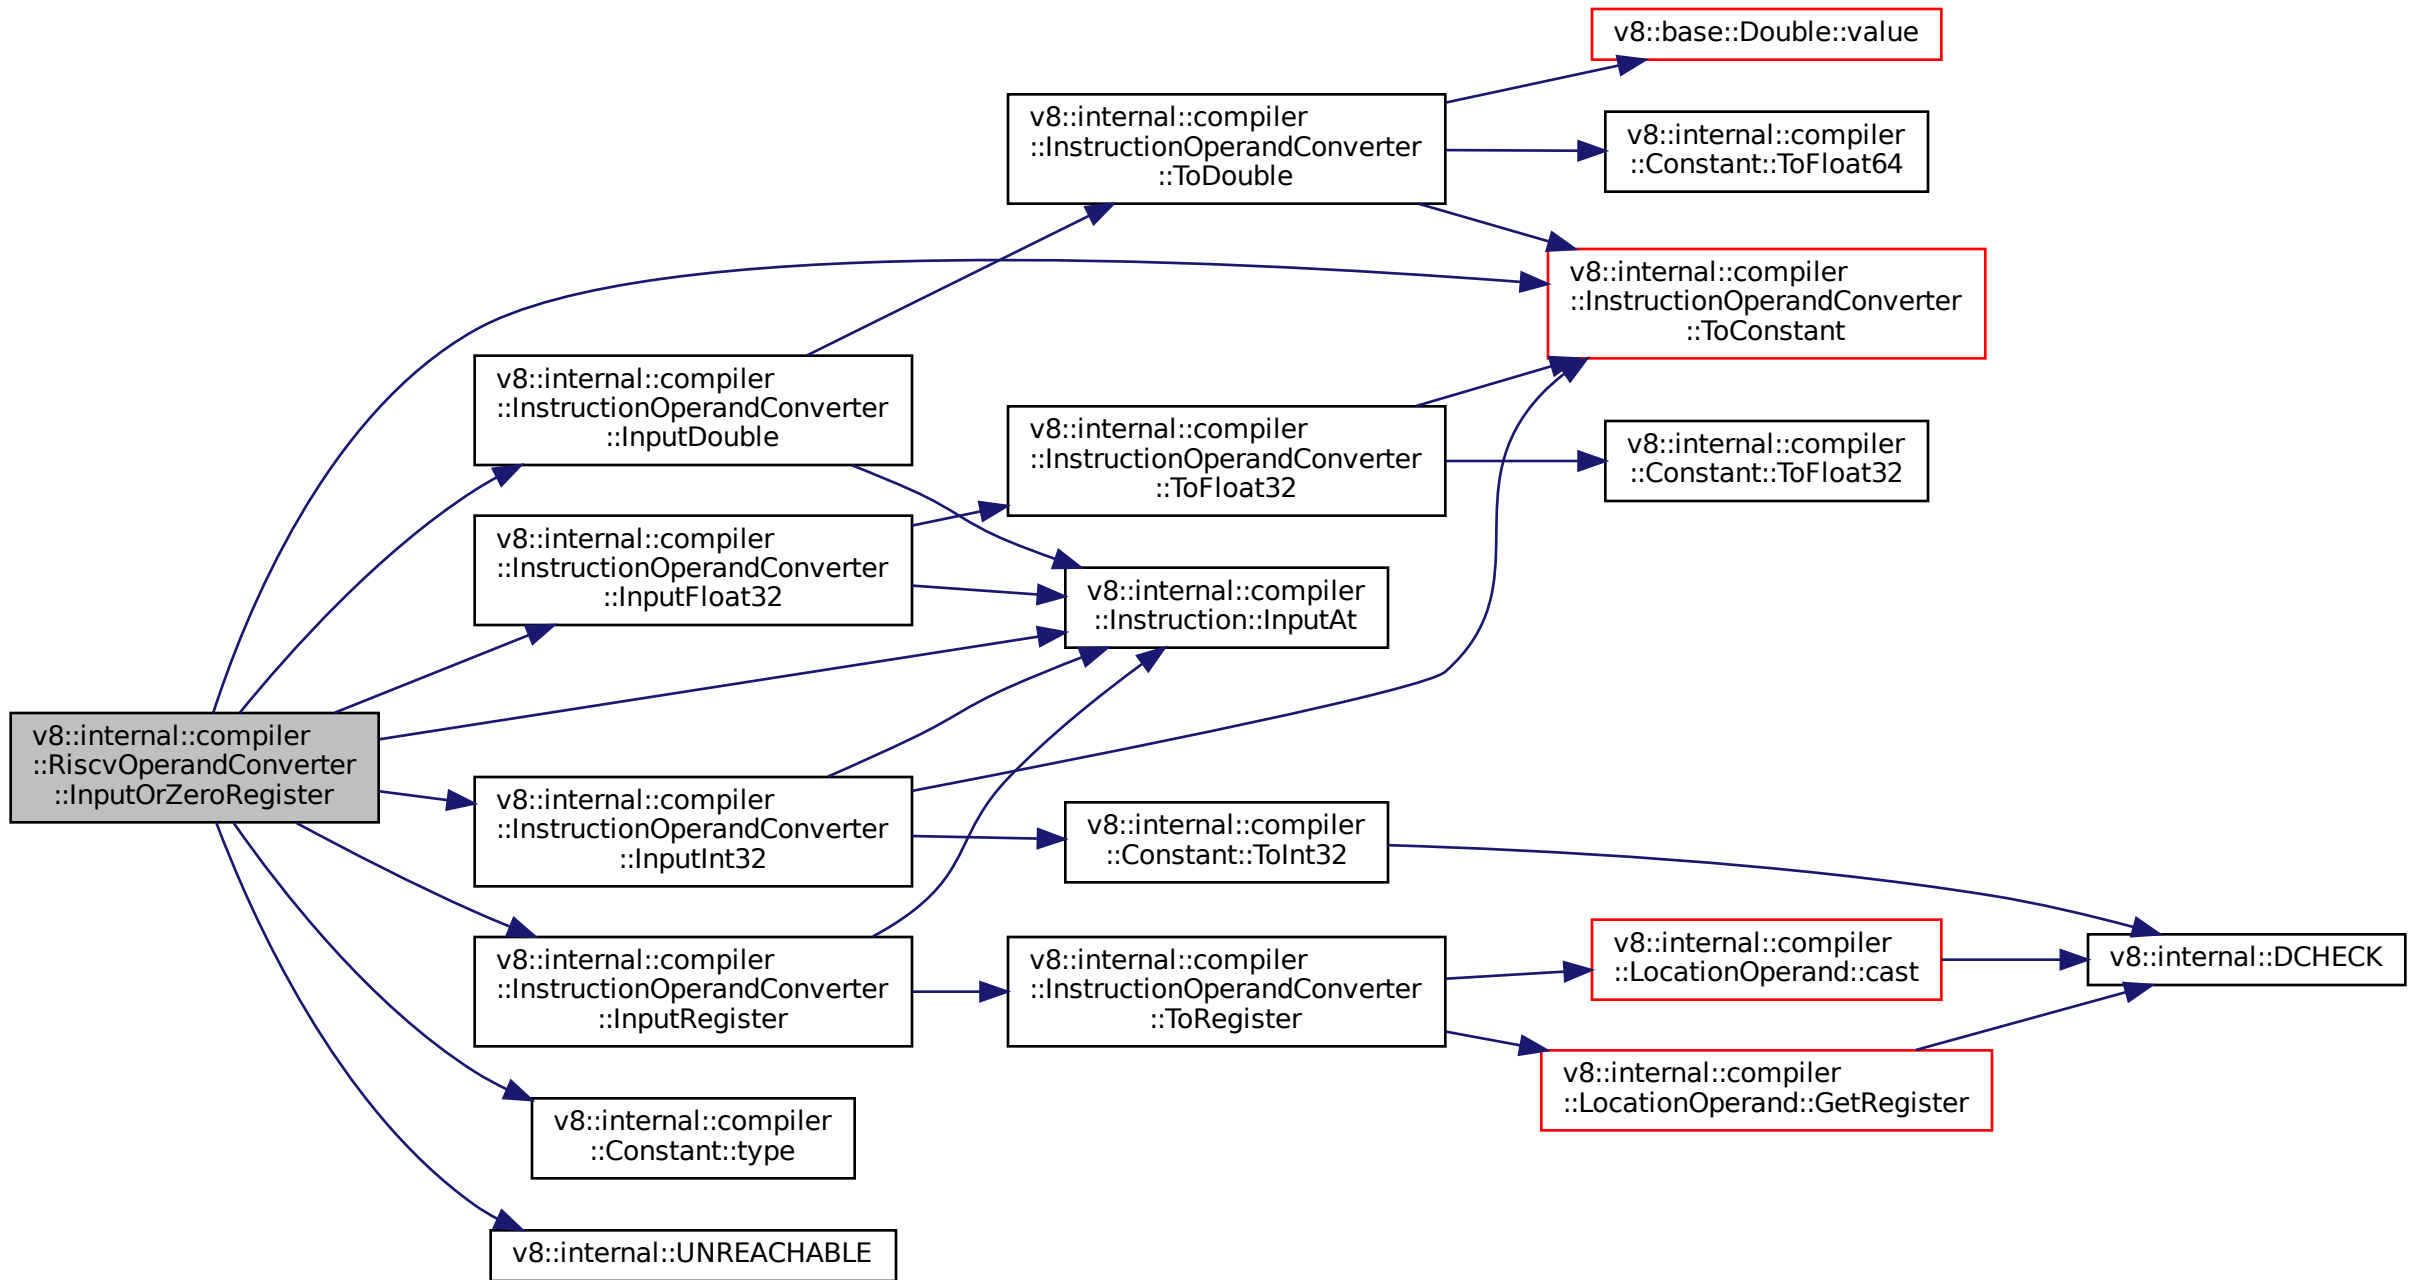 v8::internal::compiler
::RiscvOperandConverter
::InputOrZeroRegister
v8::internal::compiler
::InstructionOperandConverter
::InputDouble
v8::internal::compiler
::InstructionOperandConverter
::InputFloat32
v8::internal::compiler
::InstructionOperandConverter
::InputInt32
v8::internal::compiler
::InstructionOperandConverter
::InputRegister
v8::internal::compiler
::Constant::type
v8::internal::UNREACHABLE
v8::internal::compiler
::InstructionOperandConverter
::ToDouble
v8::internal::compiler
::InstructionOperandConverter
::ToFloat32
v8::internal::compiler
::Instruction::InputAt
v8::internal::compiler
::Constant::ToInt32
v8::internal::compiler
::InstructionOperandConverter
::ToRegister
v8::base::Double::value
v8::internal::compiler
::Constant::ToFloat64
v8::internal::compiler
::InstructionOperandConverter
::ToConstant
v8::internal::compiler
::Constant::ToFloat32
v8::internal::compiler
::LocationOperand::cast
v8::internal::compiler
::LocationOperand::GetRegister
v8::internal::DCHECK